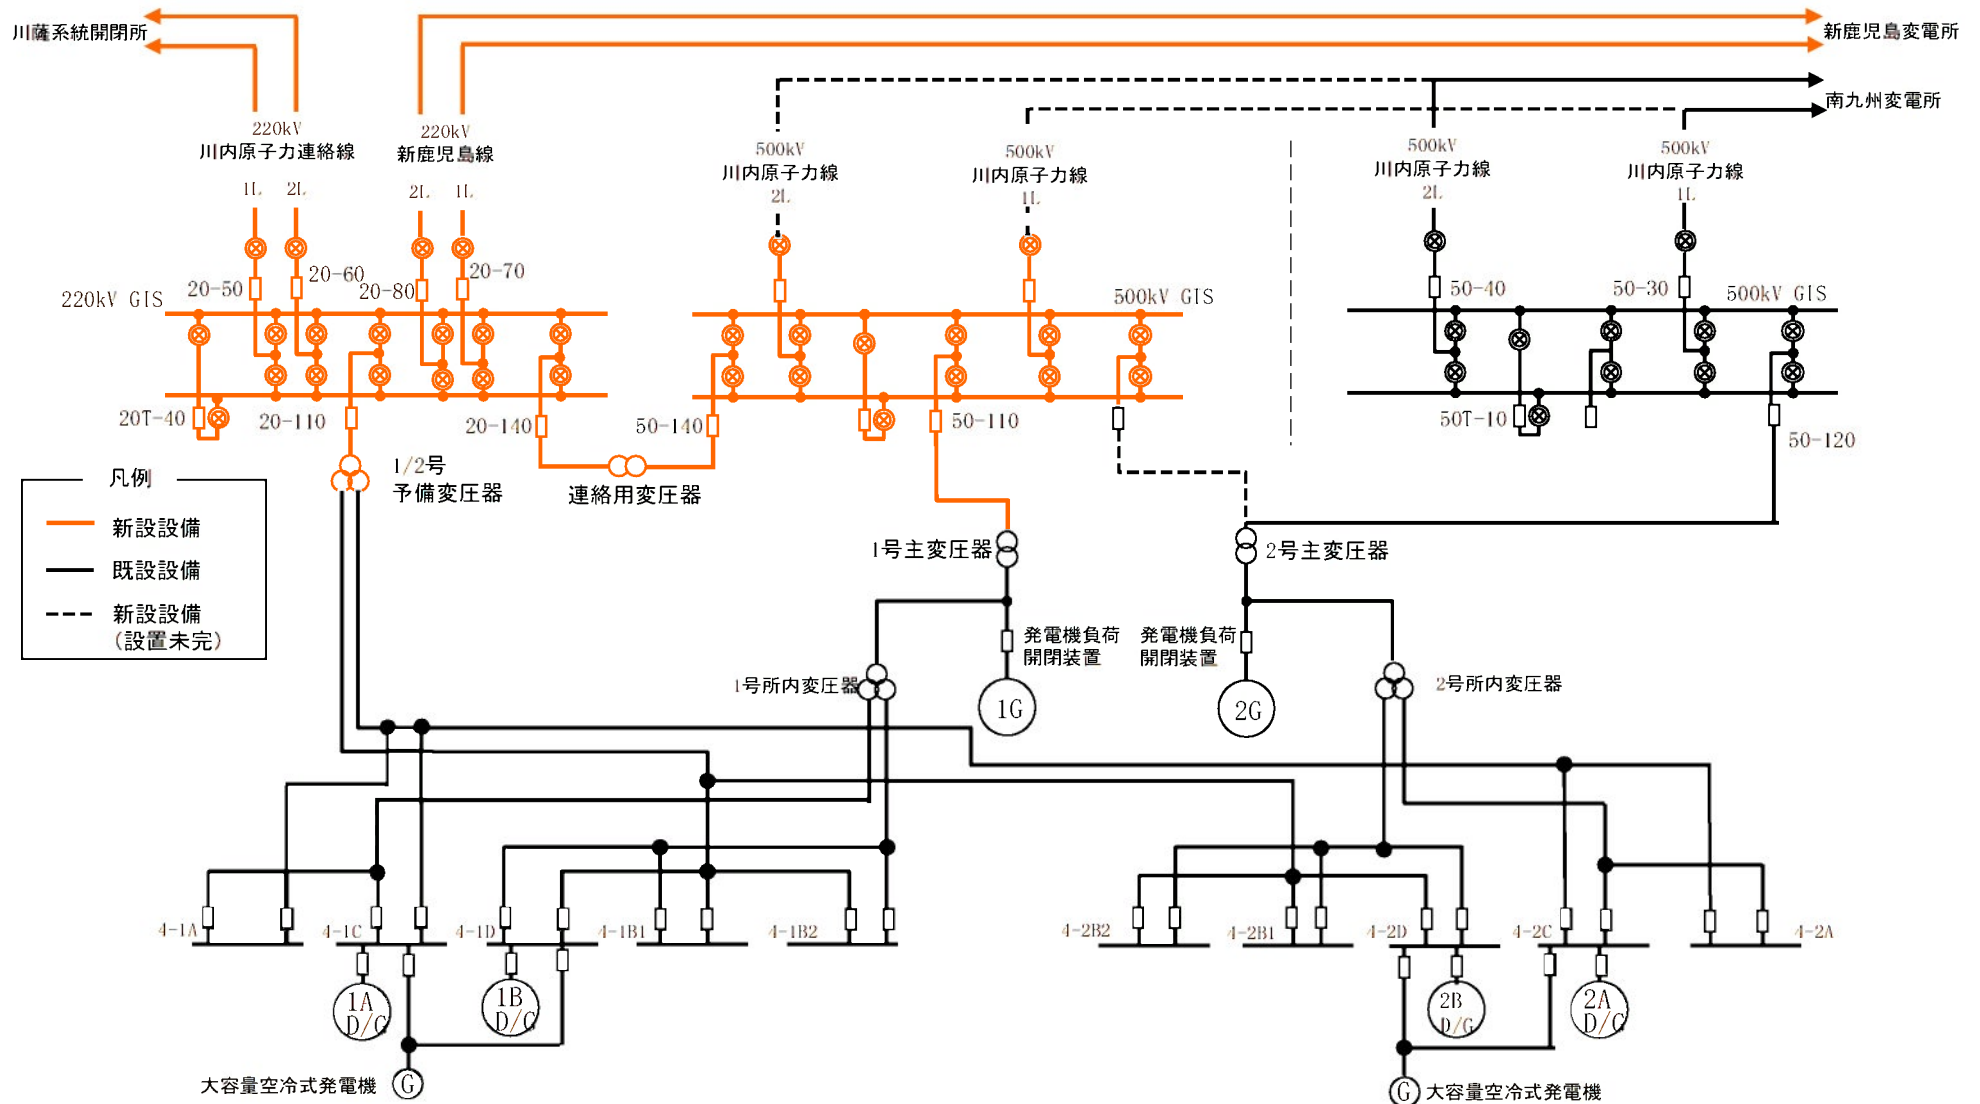 川薩系統開閉所
新鹿児島変電所
南九州変電所
220kV
川内原子力連絡線
1L
2L
220kV
新鹿児島線
2L
1L
500kV
川内原子力線
2L
500kV
川内原子力線
1L
500kV
川内原子力線
2L
500kV
川内原子力線
1L
220kV GIS
20-50
20-60
20-80
20-70
500kV GIS
50-40
50-30
500kV GIS
20T-40
20-110
20-140
50-140
50-110
50T-10
50-120
1/2号
予備変圧器
連絡用変圧器
凡例
新設設備
既設設備
新設設備
(設置未完)
1号主変圧器
2号主変圧器
発電機負荷
開閉装置
発電機負荷
開閉装置
1号所内変圧器
1G
2G
2号所内変圧器
4-1A
4-1C
4-1D
4-1B1
4-1B2
4-2B2
4-2B1
4-2D
4-2C
4-2A
1A
D/G
1B
D/G
2B
D/G
2A
D/G
大容量空冷式発電機
G
G
大容量空冷式発電機